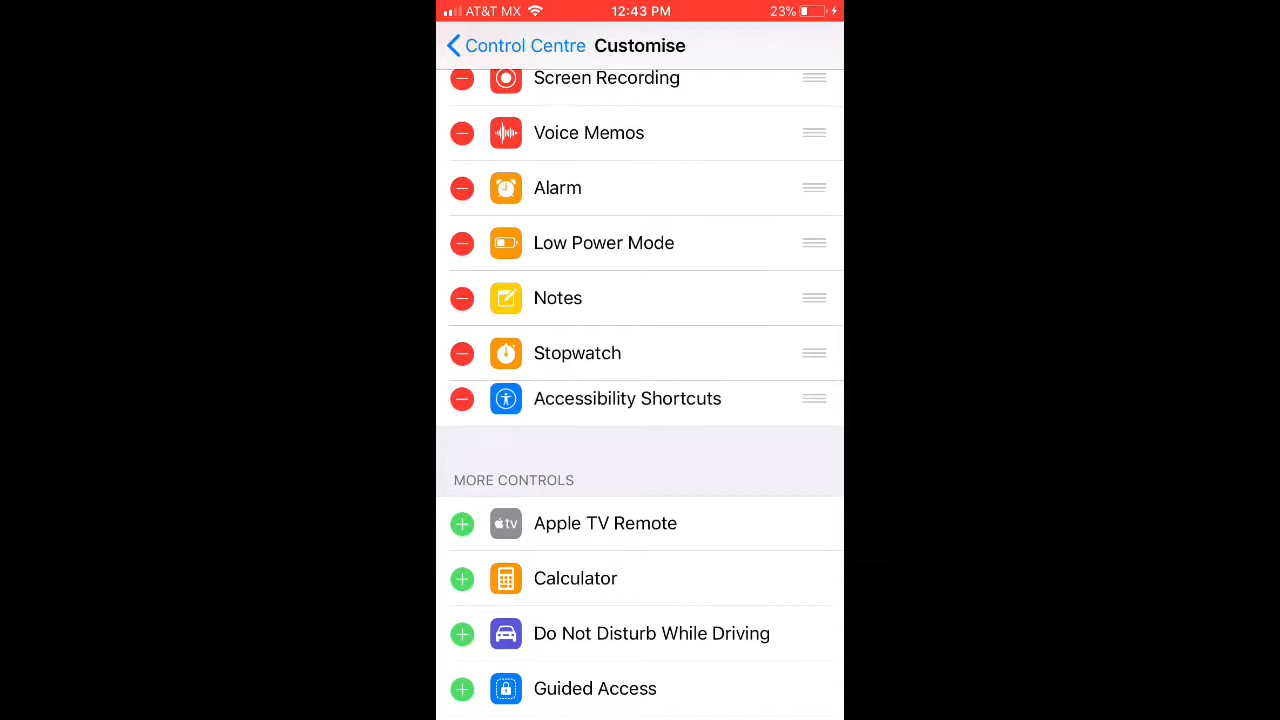 AT&T MX 12:43 PM 23%
Control Centre Customise
Screen Recording
Voice Memos
Alarm
Low Power Mode
Notes
Stopwatch
Accessibility Shortcuts
MORE CONTROLS
tv Apple TV Remote
Calculator
Do Not Disturb While Driving
Guided Access